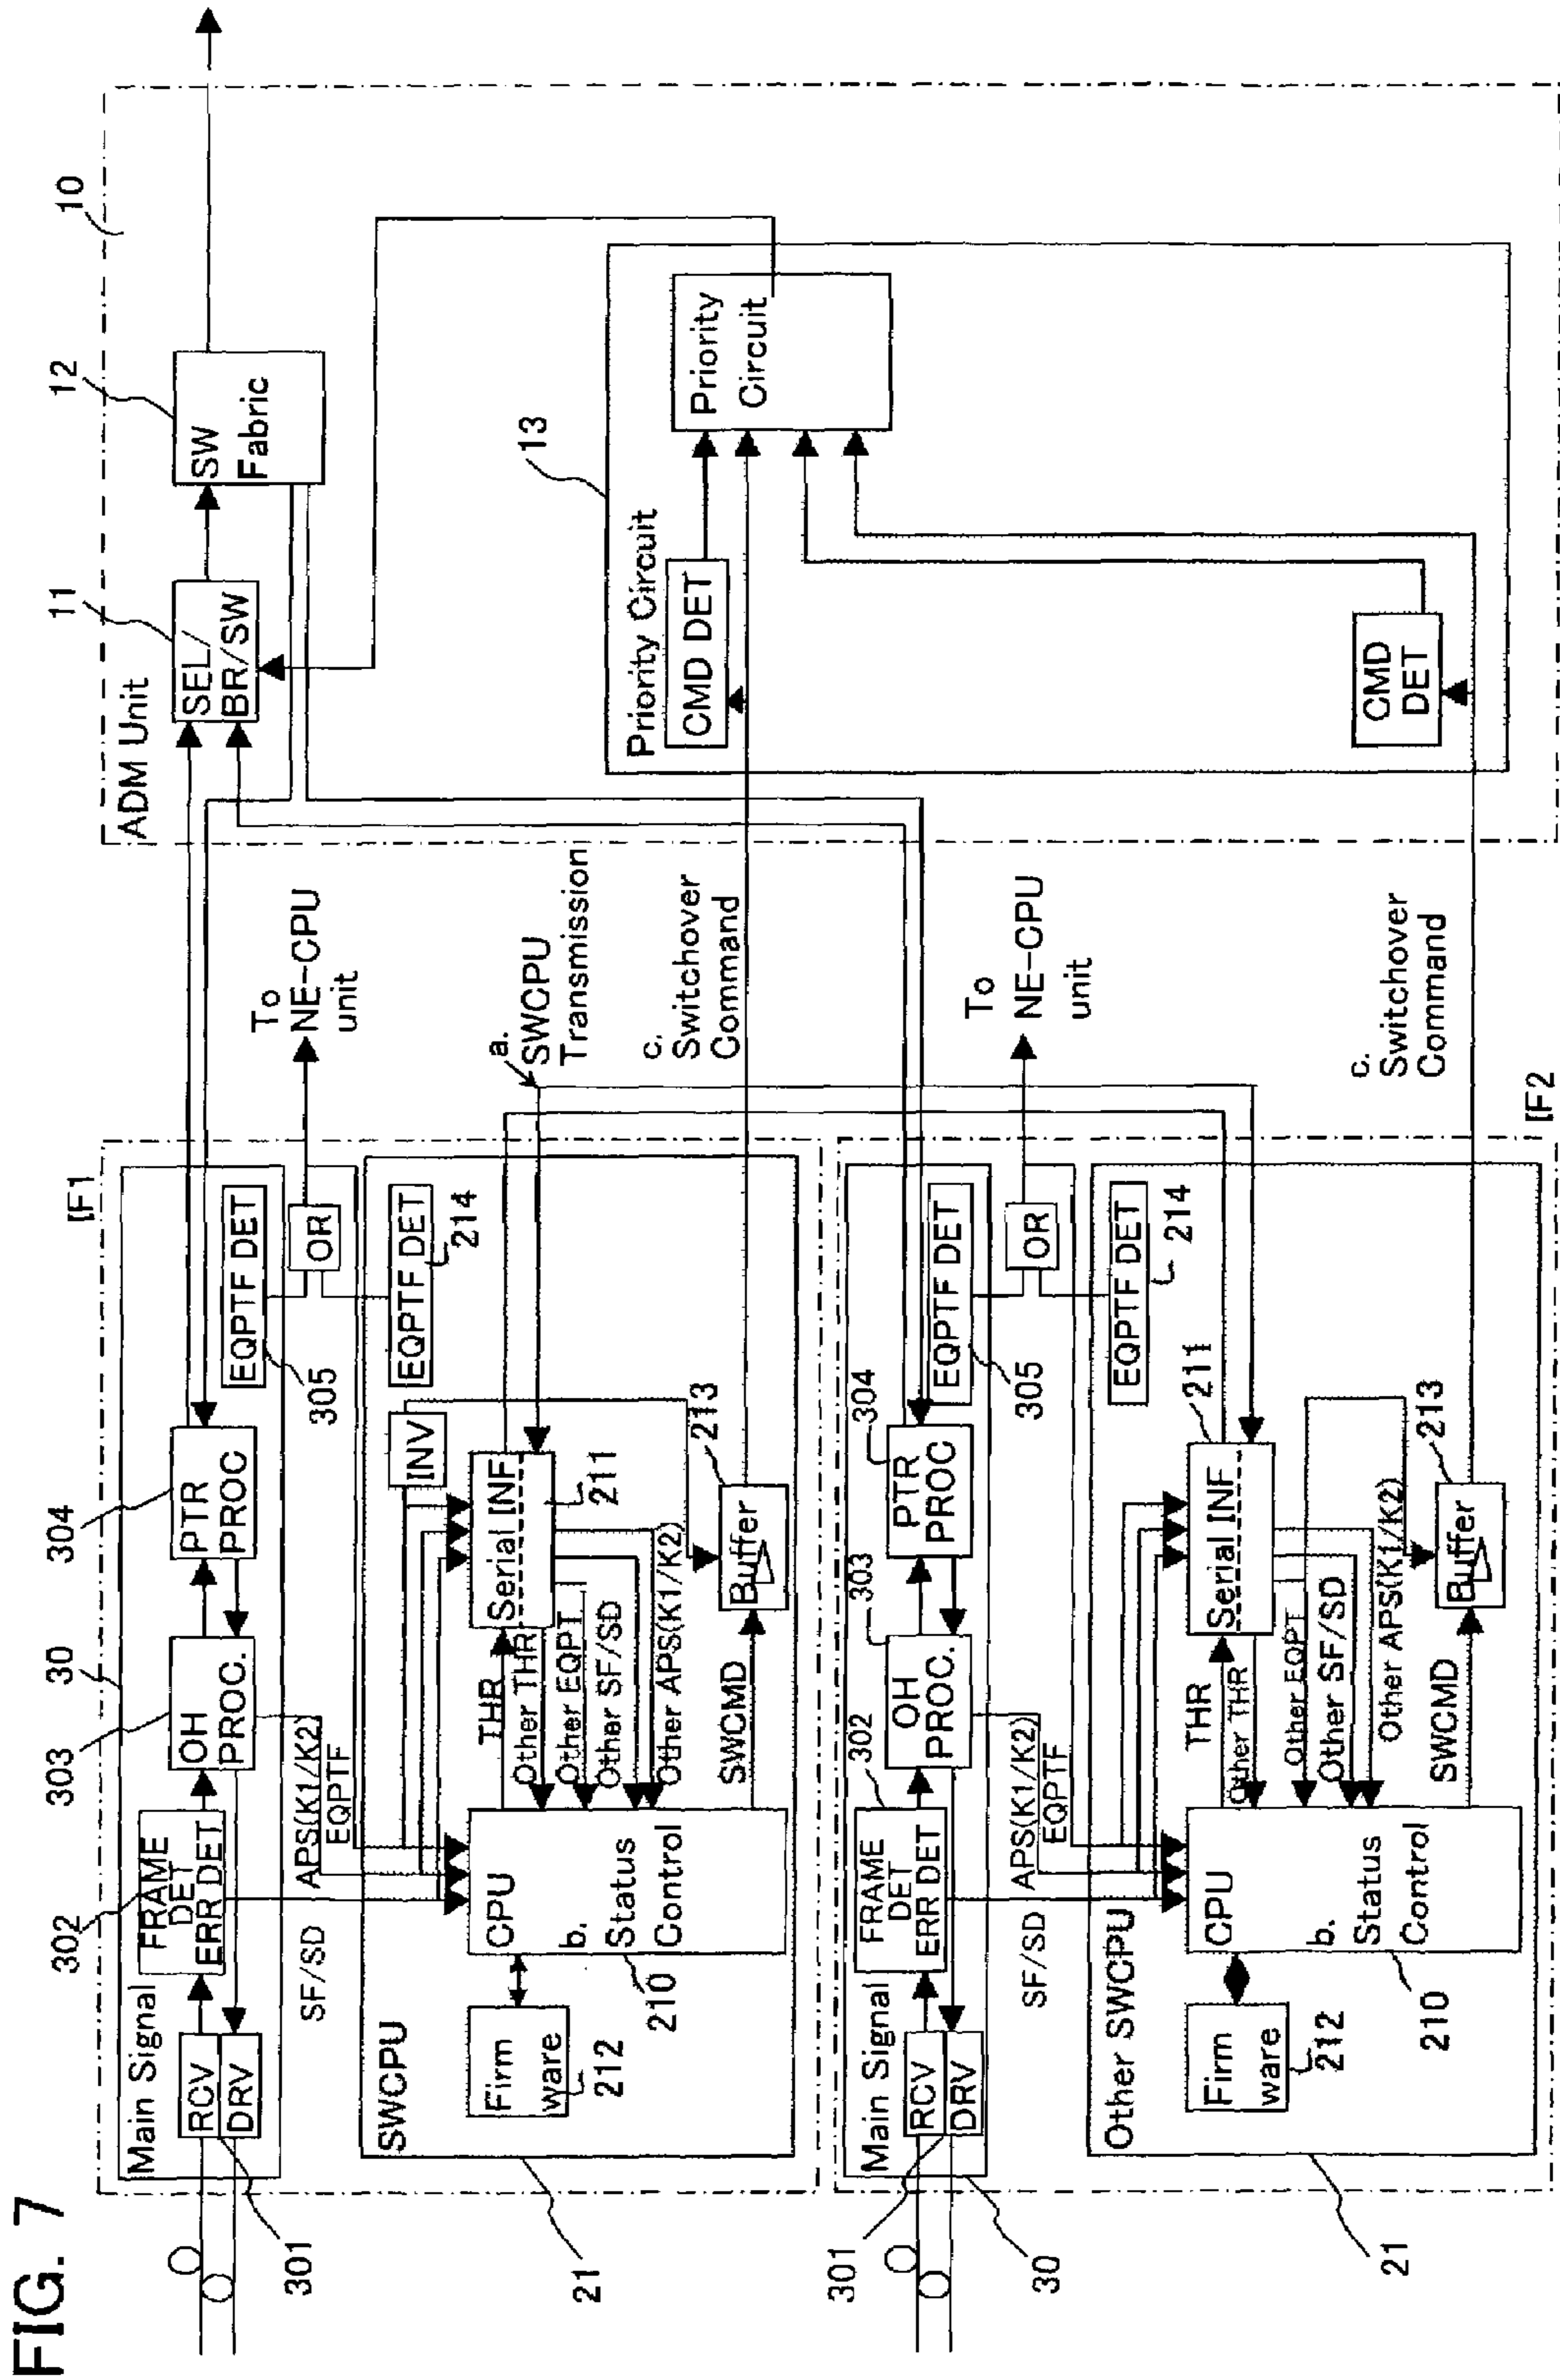 FIG. 7
IF1
Main Signal
30
301
RCV
DRV
302
FRAME
DET
ERR DET
303
OH
PROC.
304
PTR
PROC
305
EQPTF DET
OR
To
NE-CPU
unit
SF/SD
APS(K1/K2)
EQPTF
SWCPU
21
Firm
ware
212
CPU
b.
Status
Control
210
THR
Other THR
Other EQPT
Other SF/SD
Other APS(K1/K2)
SWCMD
Serial INF
211
INV
EQPTF DET
214
Buffer
213
a.
SWCPU
Transmission
c.
Switchover
Command
IF2
Main Signal
30
301
RCV
DRV
302
FRAME
DET
ERR DET
303
OH
PROC.
304
PTR
PROC
305
EQPTF DET
OR
To
NE-CPU
unit
SF/SD
APS(K1/K2)
EQPTF
Other SWCPU
21
Firm
ware
212
CPU
b.
Status
Control
210
THR
Other THR
Other EQPT
Other SF/SD
Other APS(K1/K2)
SWCMD
Serial INF
211
EQPTF DET
214
Buffer
213
c.
Switchover
Command
ADM Unit
10
11
SEL/
BR/SW
12
SW
Fabric
13
Priority Circuit
CMD DET
Priority
Circuit
CMD
DET